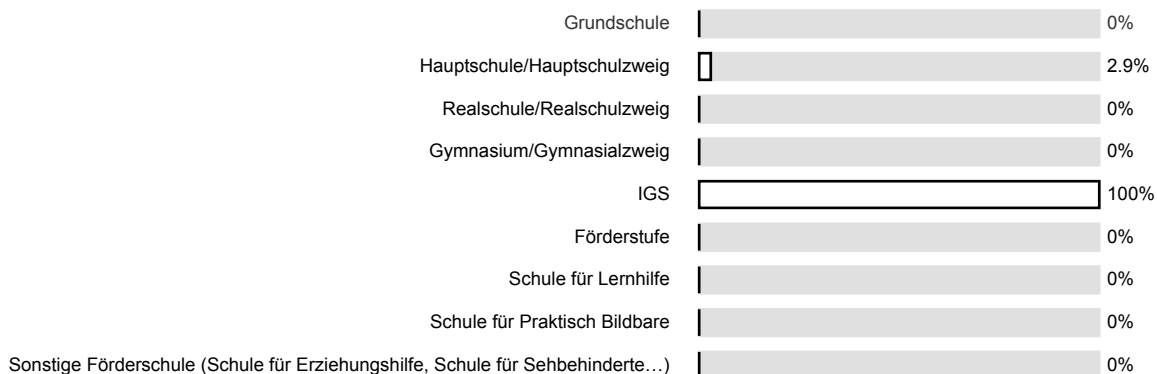 Grundschule 0%
Hauptschule/Hauptschulzweig 2.9%
Realschule/Realschulzweig 0%
Gymnasium/Gymnasialzweig 0%
IGS 100%
Förderstufe 0%
Schule für Lernhilfe 0%
Schule für Praktisch Bildbare 0%
Sonstige Förderschule (Schule für Erziehungshilfe, Schule für Sehbehinderte…) 0%